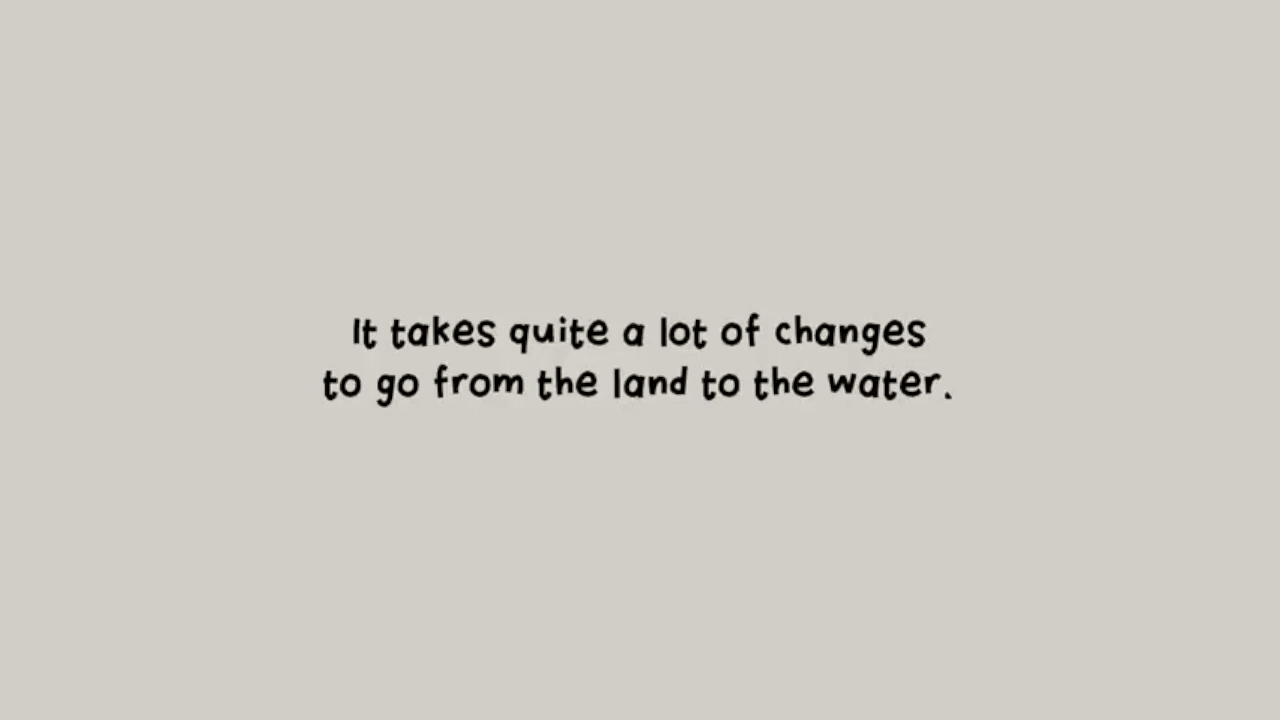 It takes quite a lot of changes
to go from the land to the water.